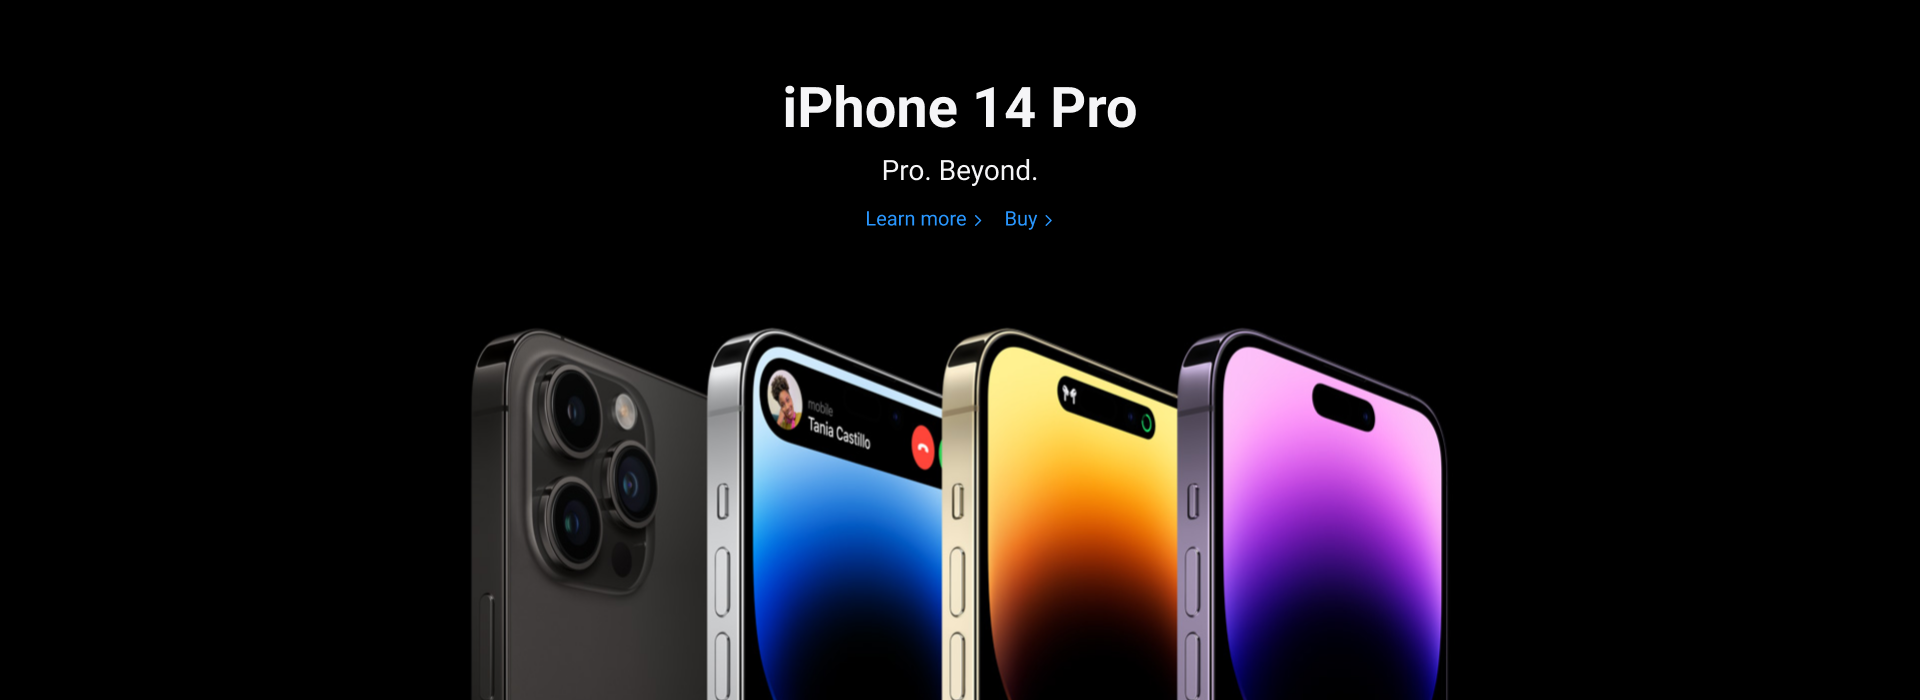 iPhone 14 Pro
Pro. Beyond.
Learn more > Buy >
mobile
Tania Castillo